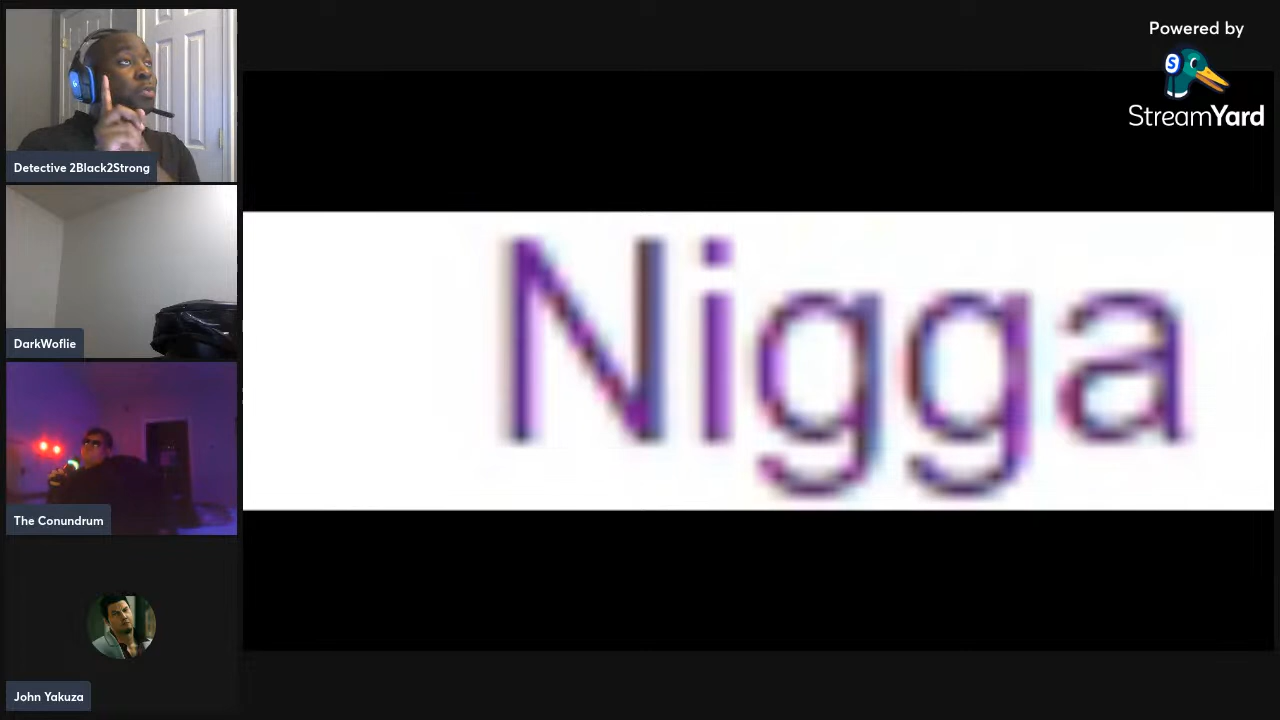 Powered by
StreamYard
Detective 2Black2Strong
Nigga
DarkWoflie
The Conundrum
John Yakuza